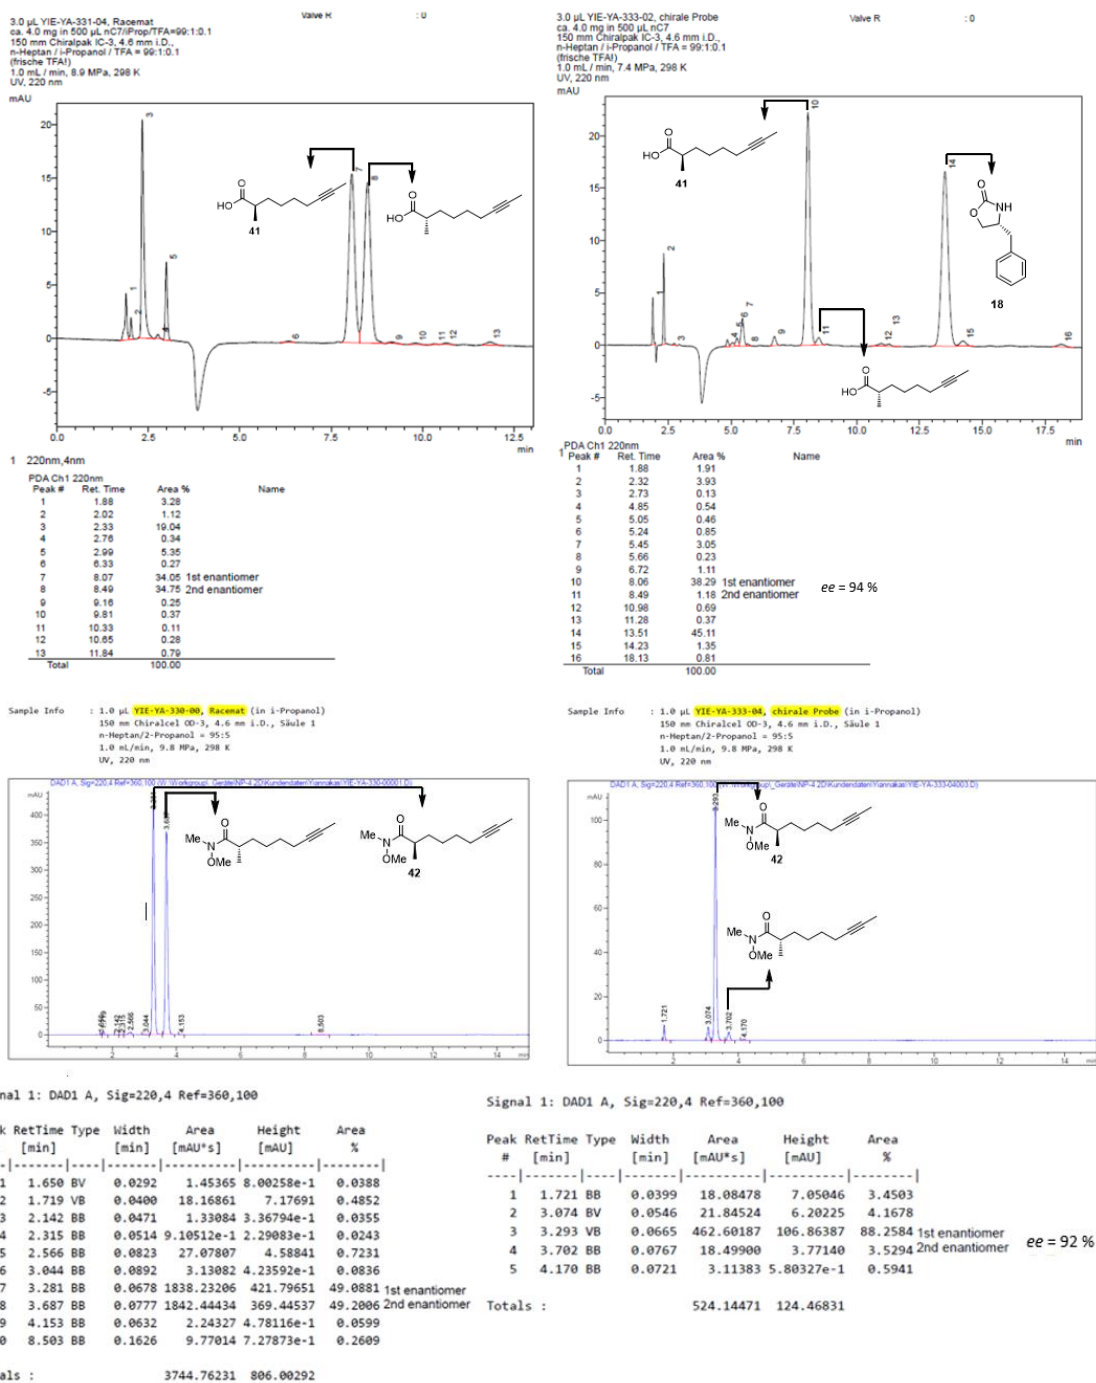 3.0 µL YIE-YA-331-04, Racemat
ca. 4.0 mg in 500 µL nC7/iProp/TFA=99:1:0.1
150 mm Chiralpak IC-3, 4.6 mm i.D.,
n-Heptan / i-Propanol / TFA = 99:1:0.1
(frische TFA!)
1.0 mL / min, 8.9 MPa, 298 K
UV, 220 nm
mAU
41
min
1 220nm,4nm
PDA Ch1 220nm
Peak # Ret. Time Area % Name
1 1.88 3.28
2 2.02 1.12
3 2.33 19.04
4 2.76 0.34
5 2.99 5.35
6 6.33 0.27
7 8.07 34.05 1st enantiomer
8 8.49 34.75 2nd enantiomer
9 9.16 0.25
10 9.81 0.37
11 10.33 0.11
12 10.65 0.28
13 11.84 0.79
Total 100.00
3.0 µL YIE-YA-333-02, chirale Probe
ca. 4.0 mg in 500 µL nC7
150 mm Chiralpak IC-3, 4.6 mm i.D.,
n-Heptan / i-Propanol / TFA = 99:1:0.1
(frische TFA!)
1.0 mL / min, 7.4 MPa, 298 K
UV, 220 nm
mAU
Valve R : 0
41
18
min
PDA Ch1 220nm
Peak # Ret. Time Area % Name
1 1.88 1.91
2 2.32 3.93
3 2.73 0.13
4 4.85 0.54
5 5.05 0.46
6 5.24 0.85
7 5.45 3.05
8 5.66 0.23
9 6.72 1.11
10 8.06 38.29 1st enantiomer
11 8.49 1.18 2nd enantiomer
ee = 94 %
12 10.98 0.69
13 11.28 0.37
14 13.51 45.11
15 14.23 1.35
16 18.13 0.81
Total 100.00
Sample Info : 1.0 µL YIE-YA-330-00, Racemat (in i-Propanol)
150 mm Chiralcel OD-3, 4.6 mm i.D., Säule 1
n-Heptan/2-Propanol = 95:5
1.0 mL/min, 9.8 MPa, 298 K
UV, 220 nm
42
Sample Info : 1.0 µL YIE-YA-333-04, chirale Probe (in i-Propanol)
150 mm Chiralcel OD-3, 4.6 mm i.D., Säule 1
n-Heptan/2-Propanol = 95:5
1.0 mL/min, 9.8 MPa, 298 K
UV, 220 nm
42
nal 1: DAD1 A, Sig=220,4 Ref=360,100
k RetTime Type Width Area Height Area
[min] [min] [mAU*s] [mAU] %
1 1.650 BV 0.0292 1.45365 8.00258e-1 0.0388
2 1.719 VB 0.0400 18.16861 7.17691 0.4852
3 2.142 BB 0.0471 1.33084 3.36794e-1 0.0355
4 2.315 BB 0.0514 9.10512e-1 2.29083e-1 0.0243
5 2.566 BB 0.0823 27.07807 4.58841 0.7231
6 3.044 BB 0.0892 3.13082 4.23592e-1 0.0836
7 3.281 BB 0.0678 1838.23206 421.79651 49.0881 1st enantiomer
8 3.687 BB 0.0777 1842.44434 369.44537 49.2006 2nd enantiomer
9 4.153 BB 0.0632 2.24327 4.78116e-1 0.0599
0 8.503 BB 0.1626 9.77014 7.27873e-1 0.2609
als : 3744.76231 806.00292
Signal 1: DAD1 A, Sig=220,4 Ref=360,100
Peak RetTime Type Width Area Height Area
# [min] [min] [mAU*s] [mAU] %
1 1.721 BB 0.0399 18.08478 7.05046 3.4503
2 3.074 BV 0.0546 21.84524 6.20225 4.1678
3 3.293 VB 0.0665 462.60187 106.86387 88.2584 1st enantiomer
4 3.702 BB 0.0767 18.49900 3.77140 3.5294 2nd enantiomer
ee = 92 %
5 4.170 BB 0.0721 3.11383 5.80327e-1 0.5941
Totals : 524.14471 124.46831